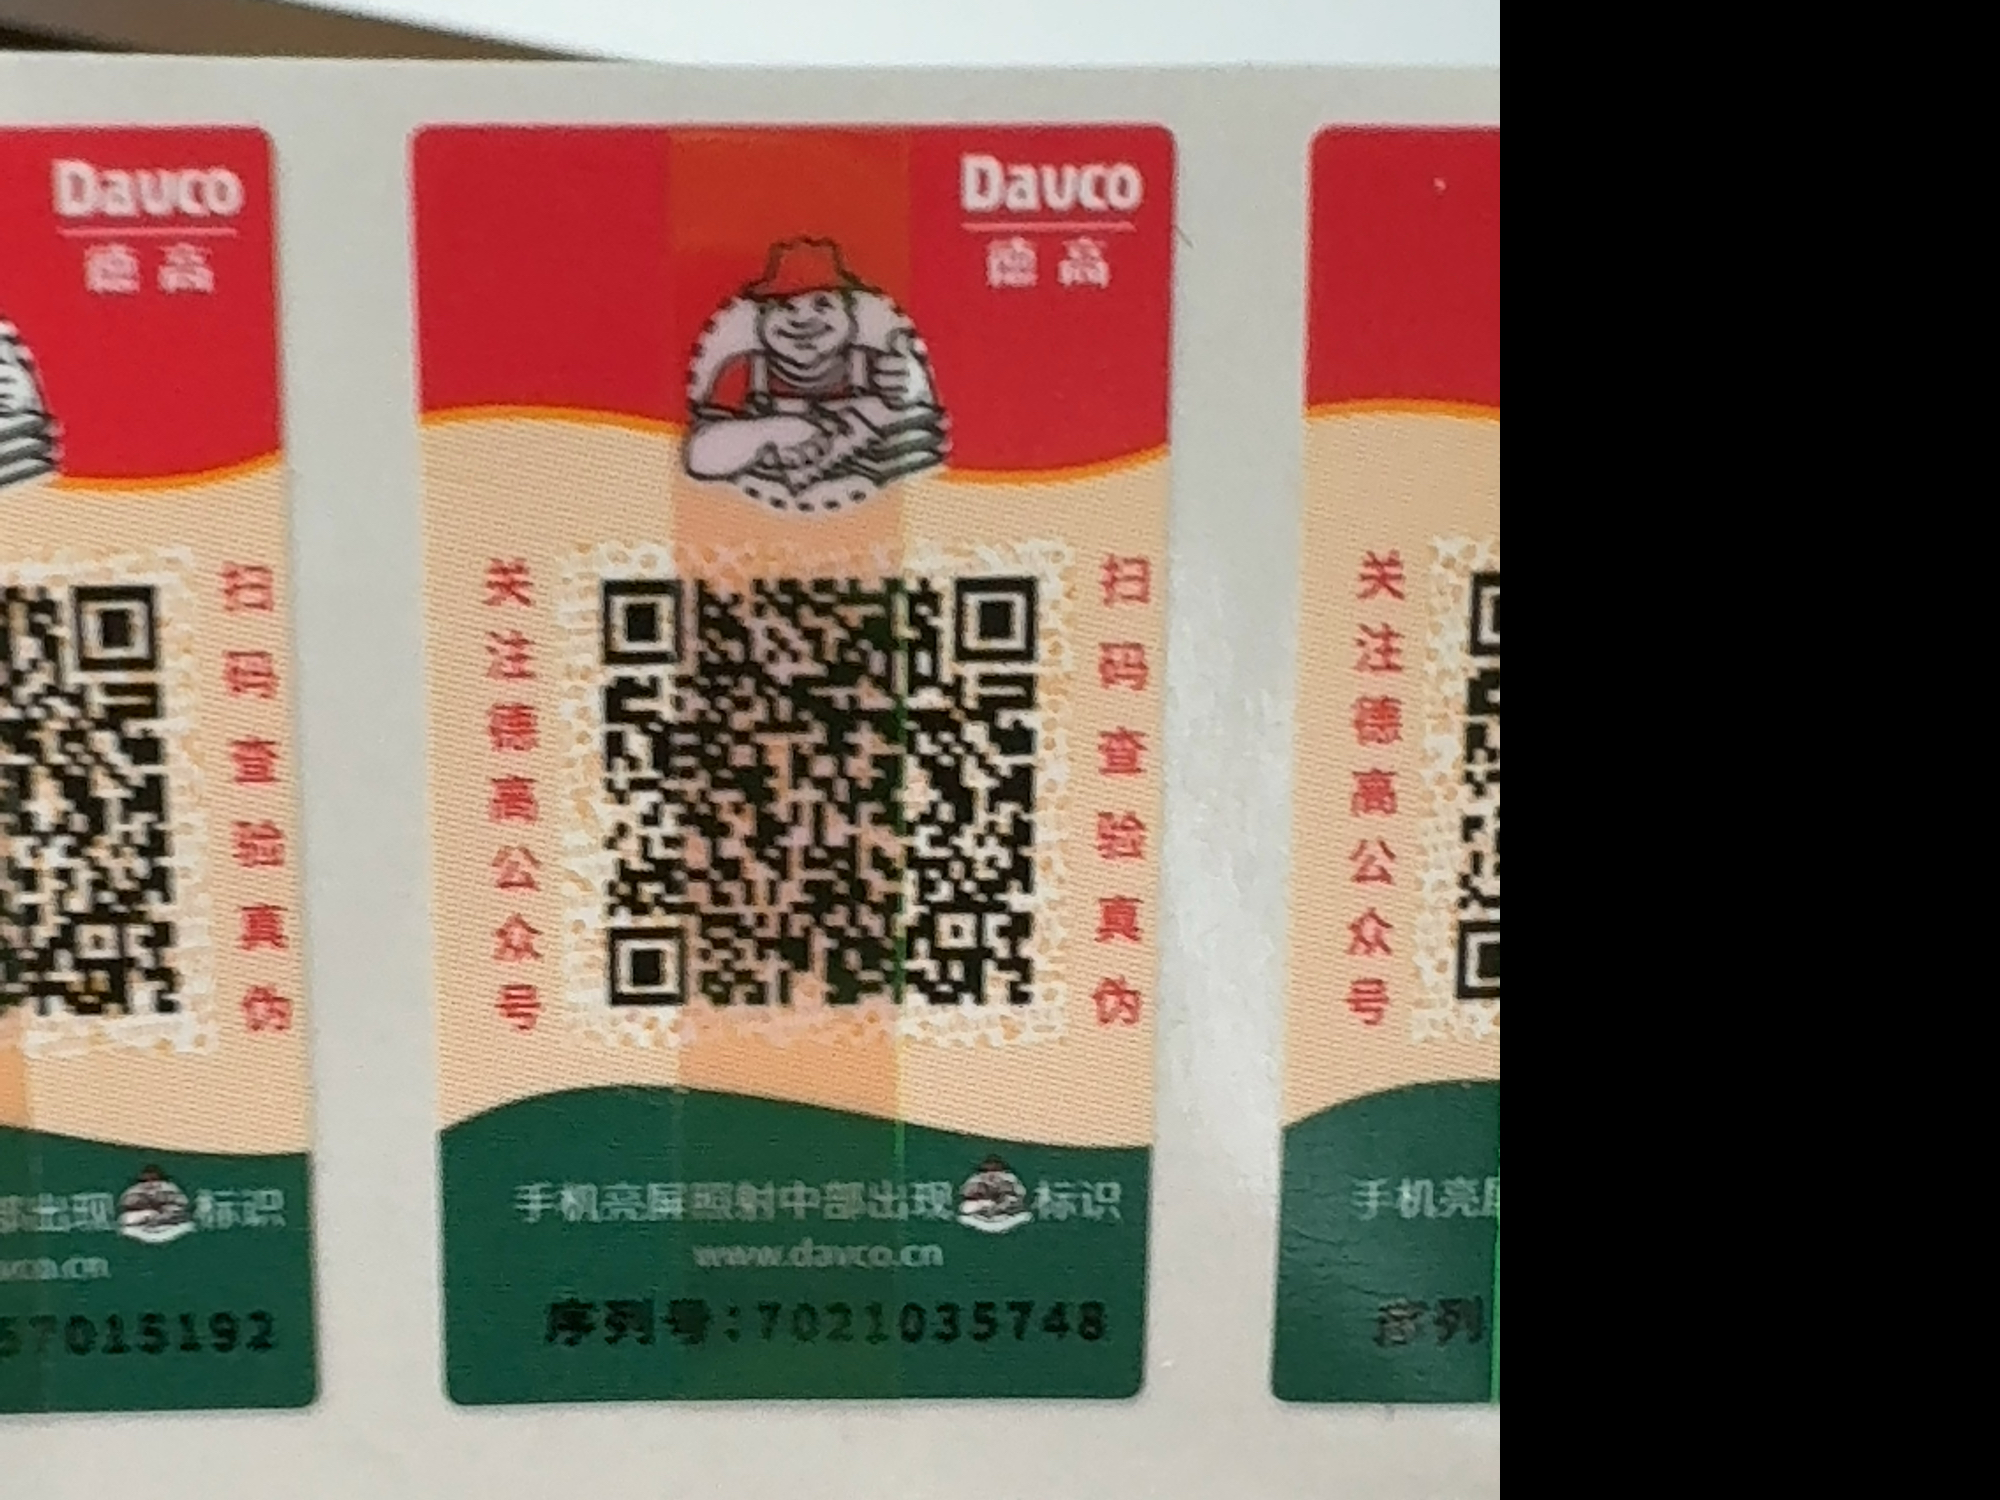 Davco
德高
扫码查验真伪
部出现标识
57015192
Davco
德高
关注德高公众号
扫码查验真伪
手机亮屏照射中部出现标识
www.davco.cn
序列号:7021035748
关注德高公众号
手机亮屏
序列